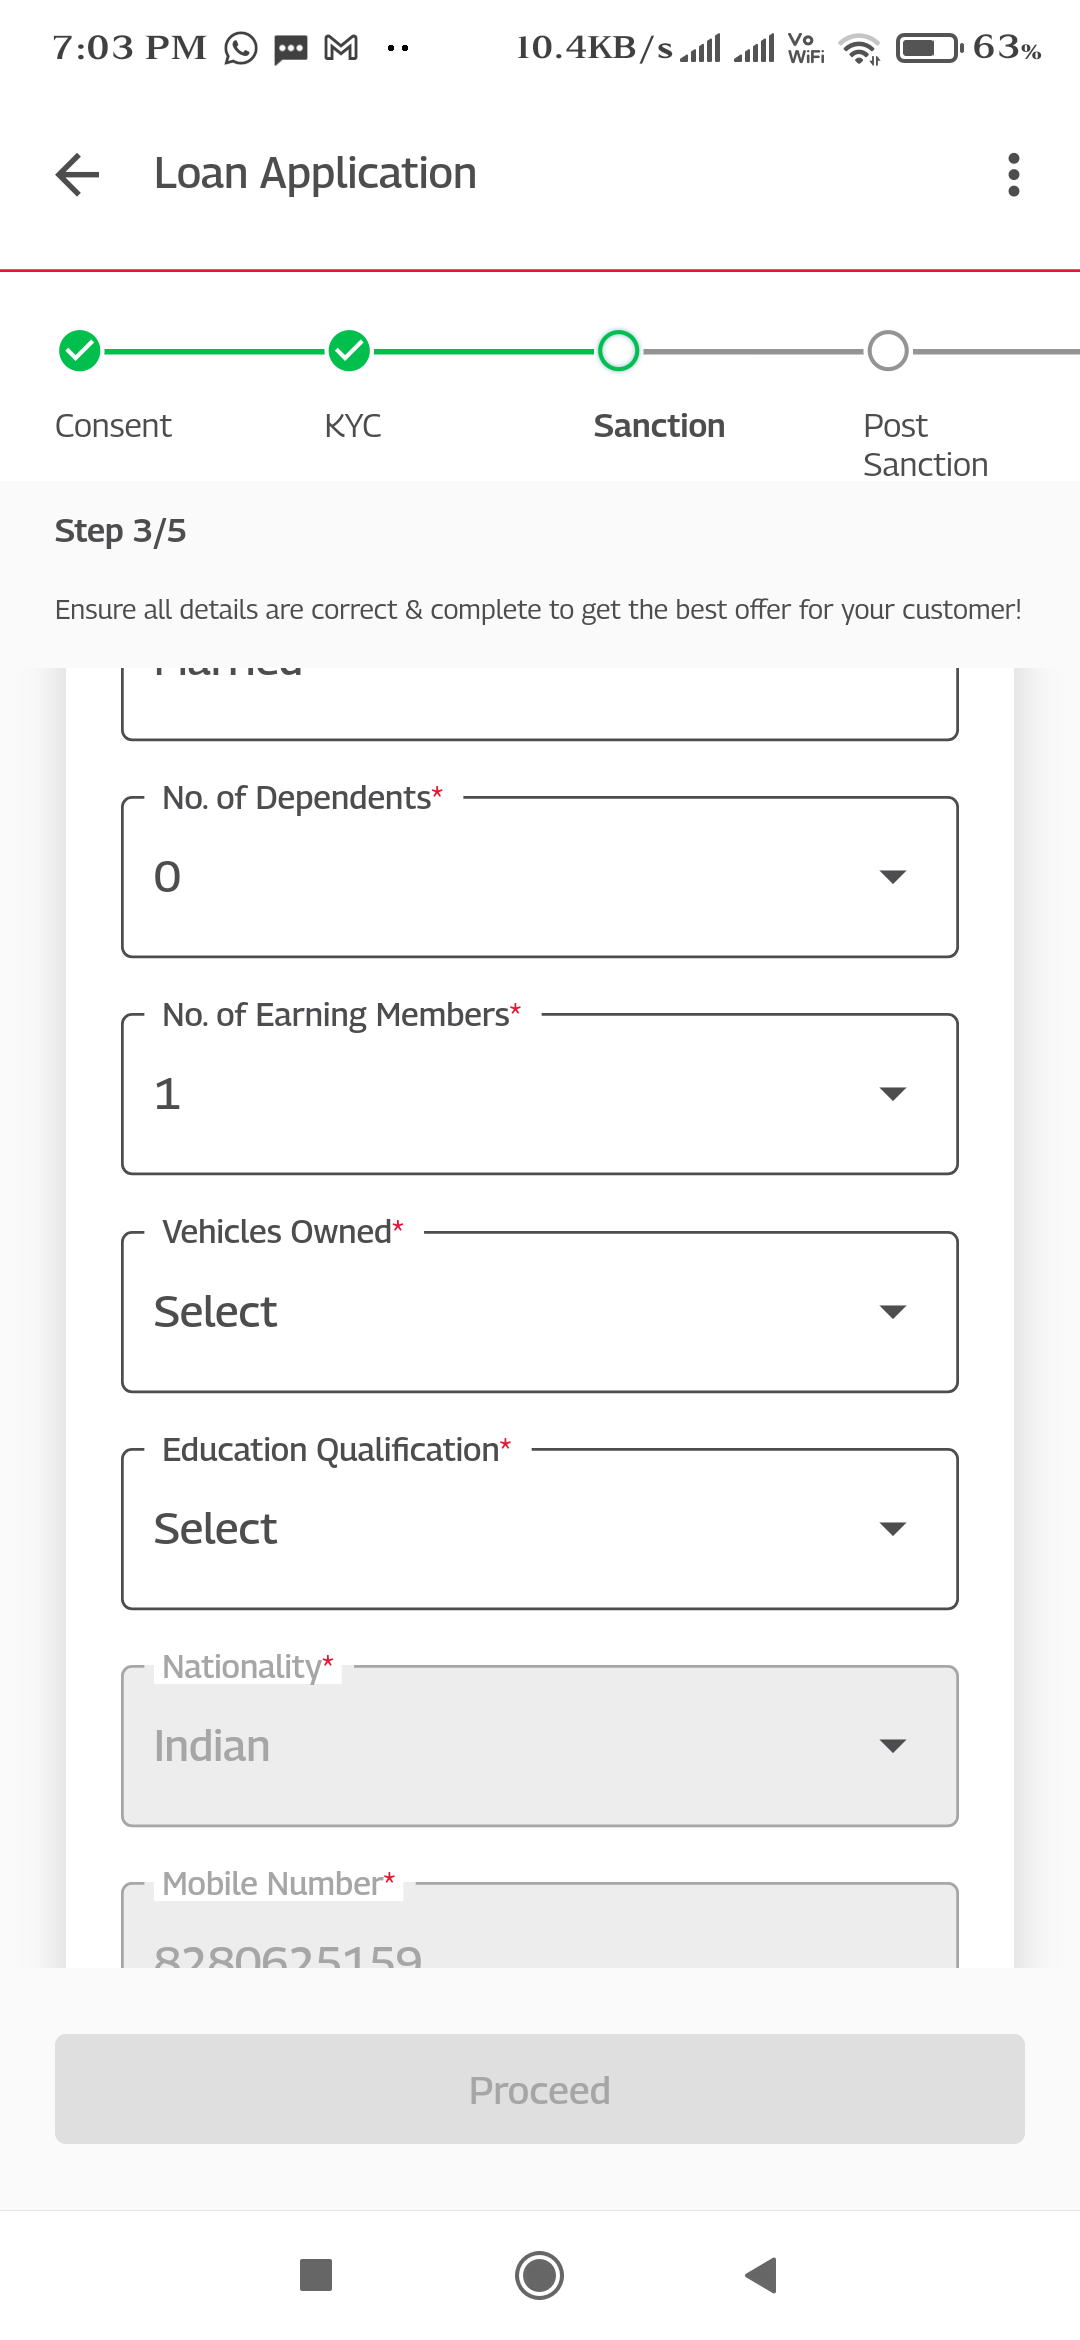 7:03 PM 10.4KB/s Vo WiFi 63%
Loan Application
Consent KYC Sanction Post Sanction
Step 3/5
Ensure all details are correct & complete to get the best offer for your customer!
No. of Dependents*
0
No. of Earning Members*
1
Vehicles Owned*
Select
Education Qualification*
Select
Nationality*
Indian
Mobile Number*
8280625159
Proceed